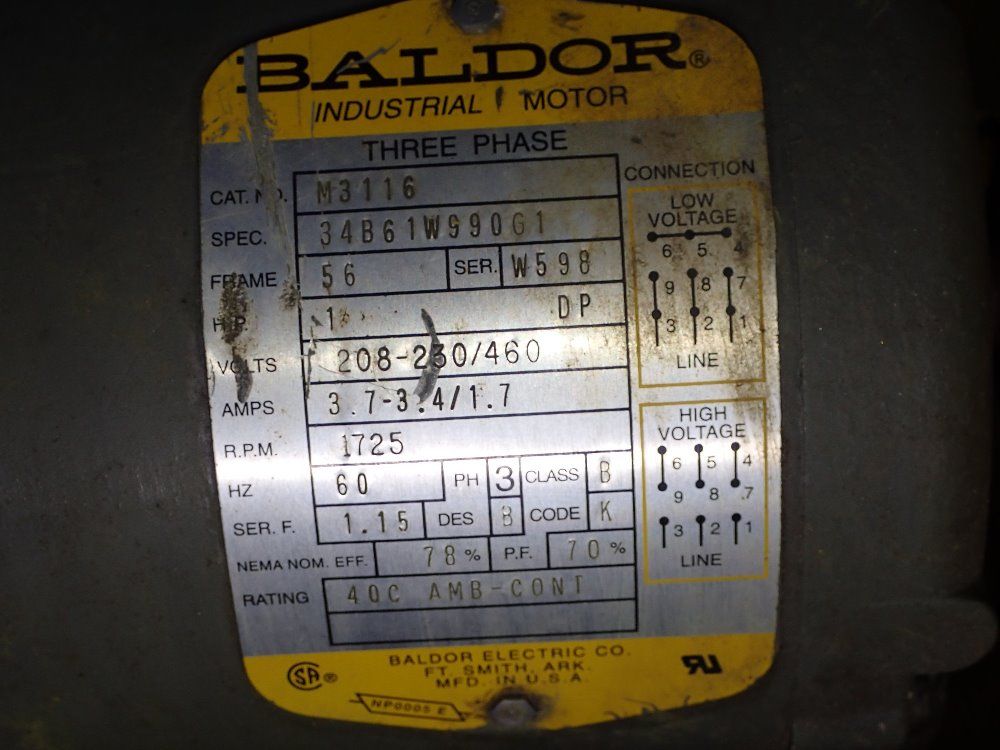 BALDOR®
INDUSTRIAL MOTOR
THREE PHASE
CAT. NO. M3116
SPEC. 34B61W990G1
FRAME 56 SER. W598
H.P. 1 DP
VOLTS 208-230/460
AMPS 3.7-3.4/1.7
R.P.M. 1725
HZ 60 PH 3 CLASS B
SER. F. 1.15 DES B CODE K
NEMA NOM. EFF. 78% P.F. 70%
RATING 40C AMB-CONT
CONNECTION
LOW
VOLTAGE
6 5 4
9 8 7
3 2 1
LINE
HIGH
VOLTAGE
6 5 4
9 8 7
3 2 1
LINE
BALDOR ELECTRIC CO.
FT. SMITH, ARK.
MFD. IN U.S.A.
SA®
NP0005 E